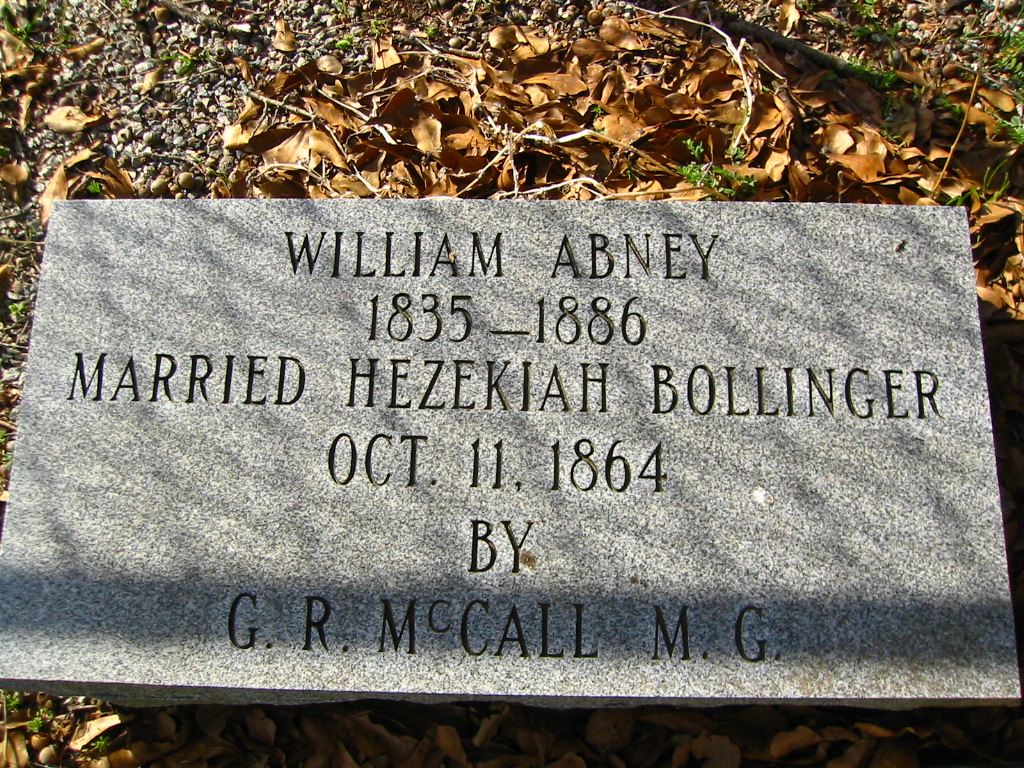 WILLIAM ABNEY
1835—1886
MARRIED HEZEKIAH BOLLINGER
OCT. 11, 1864
BY
G. R. McCALL M. G.